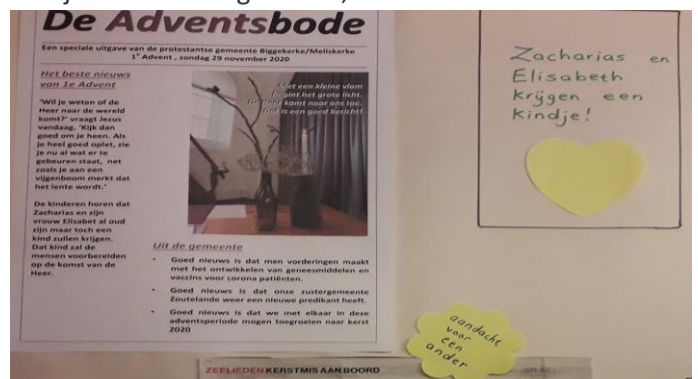 De Adventsbode
Een speciale uitgave van de protestantse gemeente Biggekerke/Meliskerke
1e Advent , zondag 29 november 2020
Het beste nieuws
van 1e Advent
'Wil je weten of de
Heer naar de wereld
komt?' vraagt Jezus
vandaag. 'Kijk dan
goed om je heen. Als
je heel goed oplet, zie
je nu al wat er te
gebeuren staat, net
zoals je aan een
vijgenboom merkt dat
het lente wordt.'
De kinderen horen dat
Zacharias en zijn
vrouw Elisabet al oud
zijn maar toch een
kind zullen krijgen.
Dat kind zal de
mensen voorbereiden
op de komst van de
Heer.
Met een kleine vlam
begint het grote licht.
De Heer komt naar ons toe.
Dat is een goed bericht!
Uit de gemeente
• Goed nieuws is dat men vorderingen maakt
met het ontwikkelen van geneesmiddelen en
vaccins voor corona patiënten.
• Goed nieuws is dat onze zustergemeente
Zoutelande weer een nieuwe predikant heeft.
• Goed nieuws is dat we met elkaar in deze
adventsperiode mogen toegroeien naar kerst
2020
Zacharias en
Elisabeth
krijgen een
kindje!
aandacht
voor
een
ander
ZEELIEDEN KERSTMIS AAN BOORD